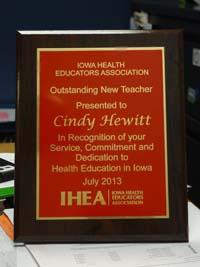 IOWA HEALTH
EDUCATORS ASSOCIATION
Outstanding New Teacher
Presented to
Cindy Hewitt
In Recognition of your
Service, Commitment and
Dedication to
Health Education in Iowa
July 2013
IHEA
IOWA HEALTH
EDUCATORS
ASSOCIATION